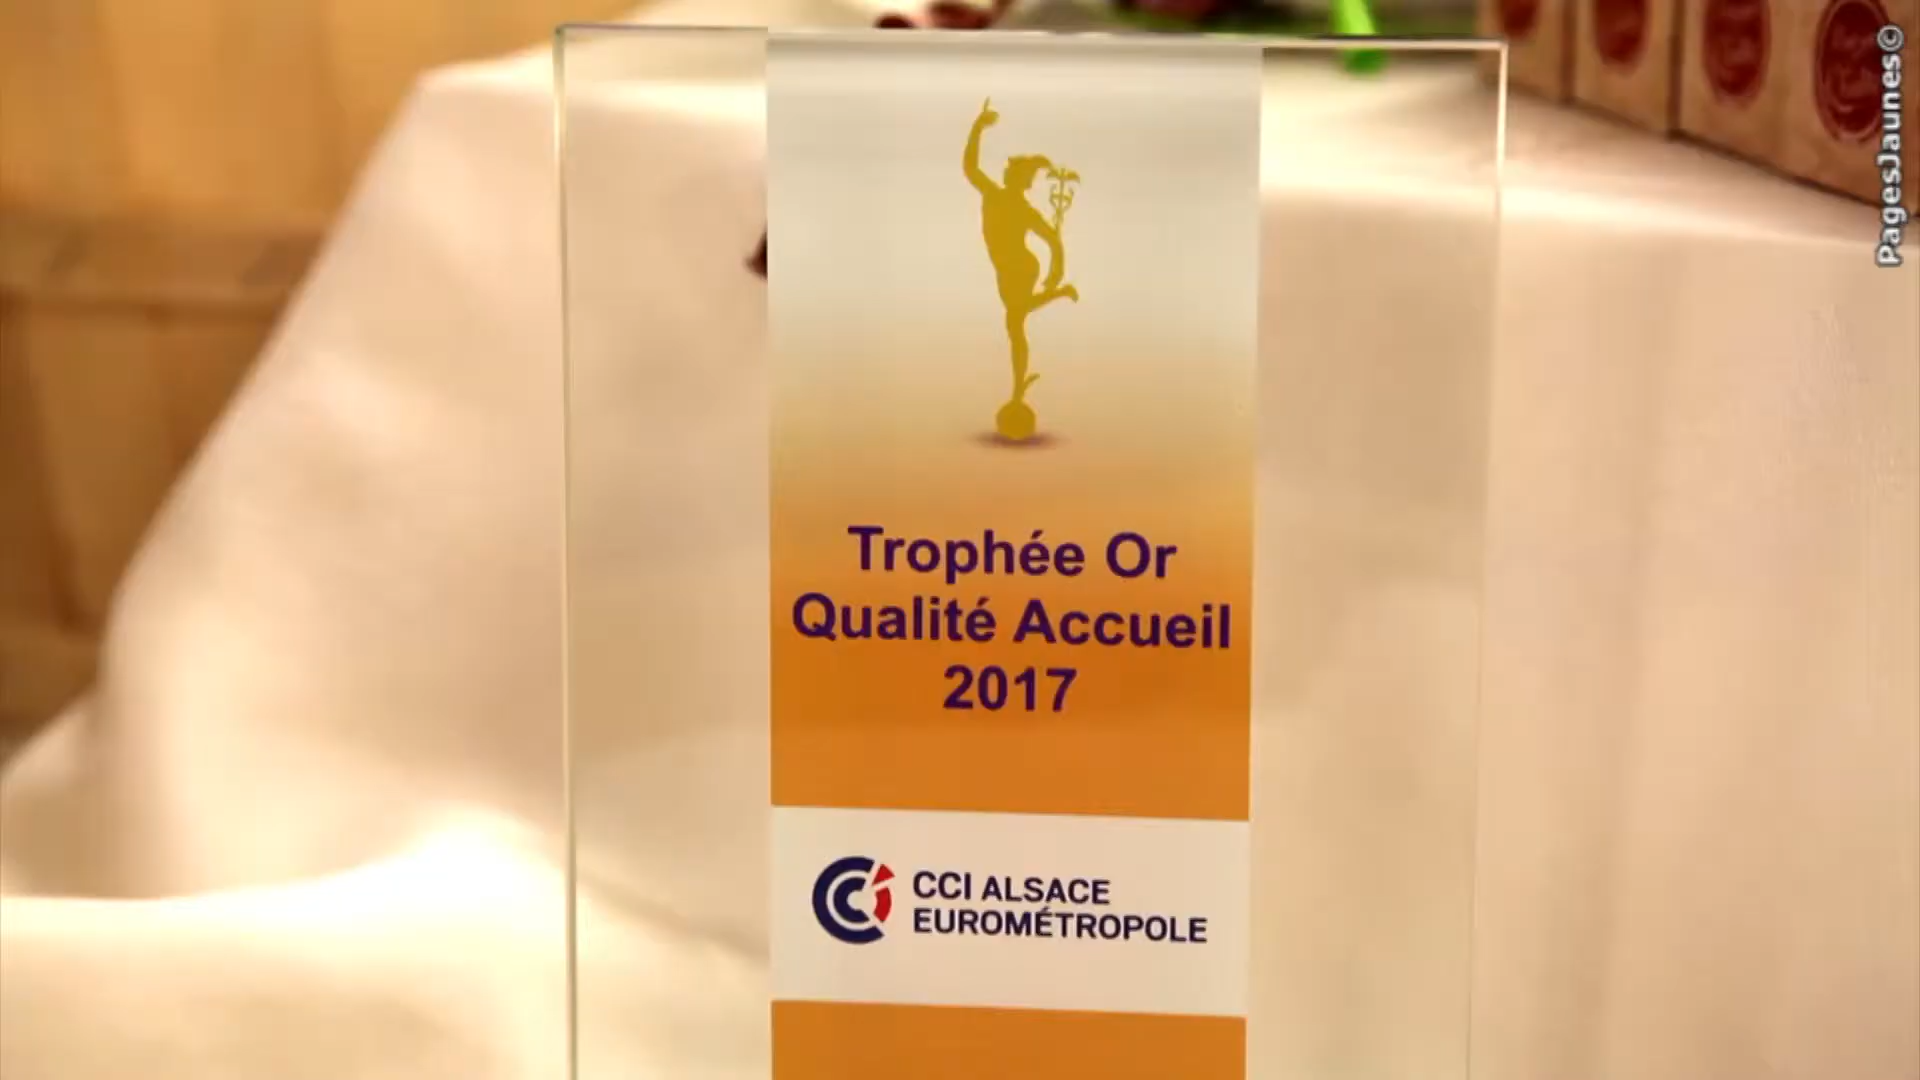 PagesJaunes©
Trophée Or
Qualité Accueil
2017
CCI ALSACE
EUROMÉTROPOLE